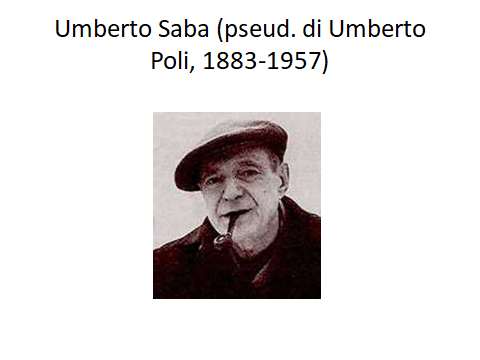 Umberto Saba (pseud. di Umberto
Poli, 1883-1957)